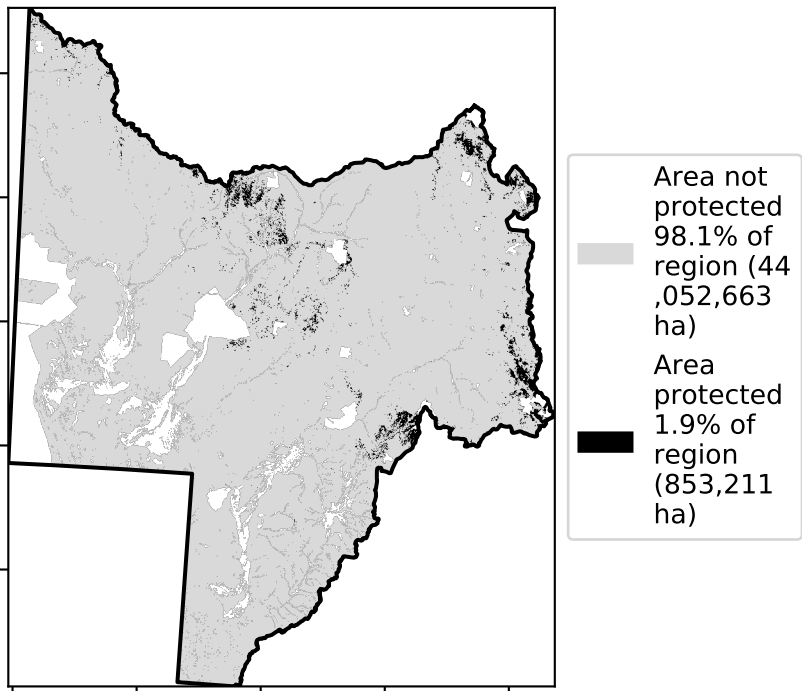 Area not
protected
98.1% of
region (44
,052,663
ha)
Area
protected
1.9% of
region
(853,211
ha)